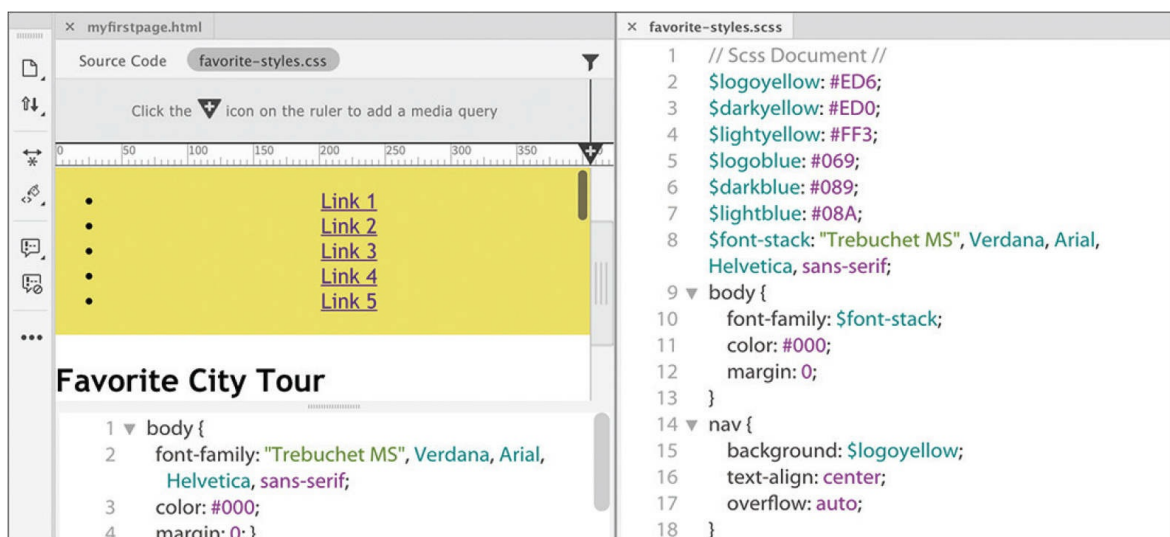 × myfirstpage.html
Source Code favorite-styles.css
Click the icon on the ruler to add a media query
0 50 100 150 200 250 300 350
• Link 1
• Link 2
• Link 3
• Link 4
• Link 5
Favorite City Tour
1 ▼ body {
2 font-family: "Trebuchet MS", Verdana, Arial,
Helvetica, sans-serif;
3 color: #000;
4 margin: 0; }
× favorite-styles.scss
1 // Scss Document //
2 $logoyellow: #ED6;
3 $darkyellow: #ED0;
4 $lightyellow: #FF3;
5 $logoblue: #069;
6 $darkblue: #089;
7 $lightblue: #08A;
8 $font-stack: "Trebuchet MS", Verdana, Arial,
Helvetica, sans-serif;
9 ▼ body {
10 font-family: $font-stack;
11 color: #000;
12 margin: 0;
13 }
14 ▼ nav {
15 background: $logoyellow;
16 text-align: center;
17 overflow: auto;
18 }